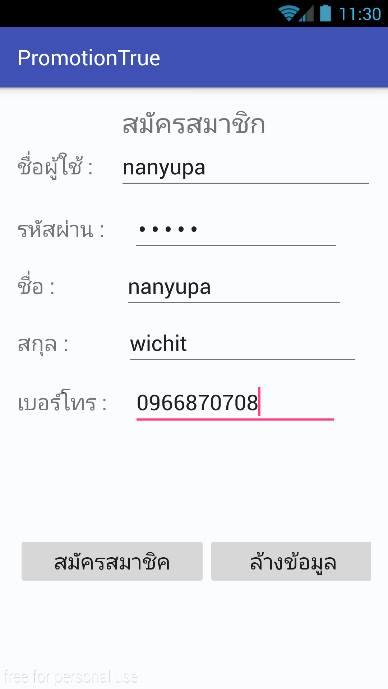 11:30
PromotionTrue
สมัครสมาชิก
ชื่อผู้ใช้ : nanyupa
รหัสผ่าน : •••••
ชื่อ : nanyupa
สกุล : wichit
เบอร์โทร : 0966870708
สมัครสมาชิค ล้างข้อมูล
free for personal use